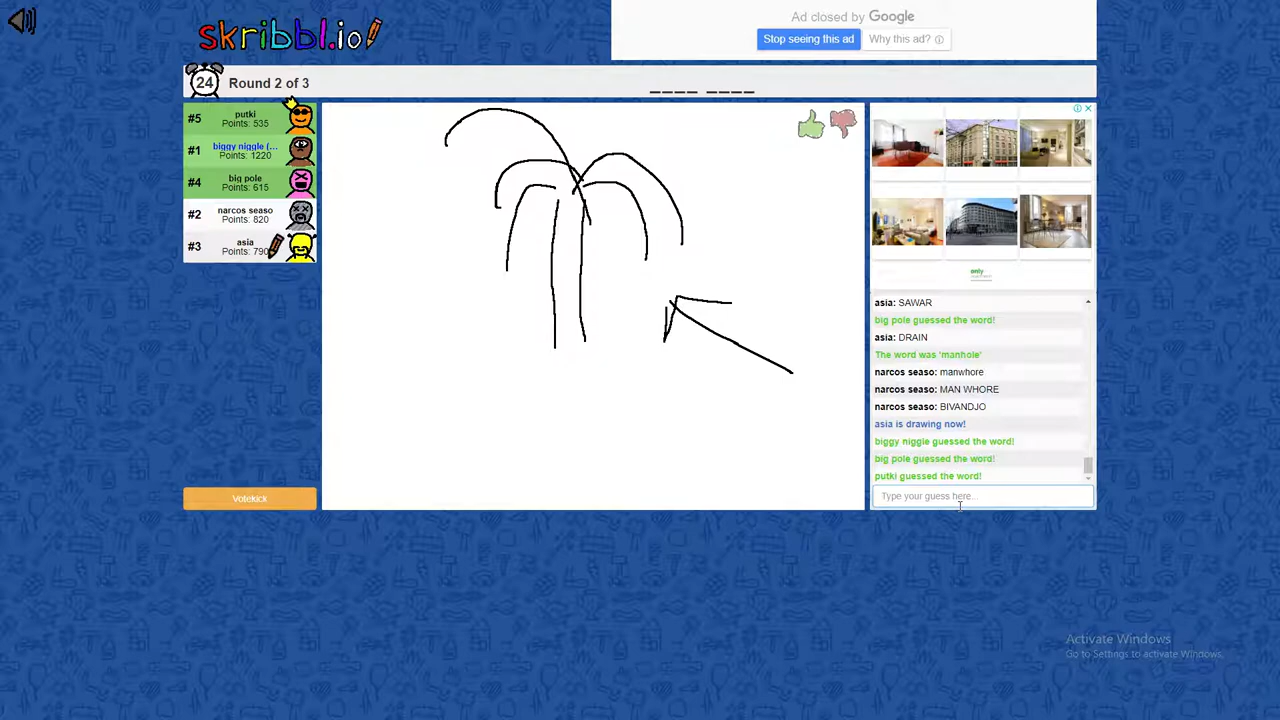 skribbl.io
Ad closed by Google
Stop seeing this ad
Why this ad?
24
Round 2 of 3
____ ____
#5 putki
Points: 535
#1 biggy niggle (...
Points: 1220
#4 big pole
Points: 615
#2 narcos seaso
Points: 820
#3 asia
Points: 790
Votekick
only
asia: SAWAR
big pole guessed the word!
asia: DRAIN
The word was 'manhole'
narcos seaso: manwhore
narcos seaso: MAN WHORE
narcos seaso: BIVANDJO
asia is drawing now!
biggy niggle guessed the word!
big pole guessed the word!
putki guessed the word!
Type your guess here...
Activate Windows
Go to Settings to activate Windows.